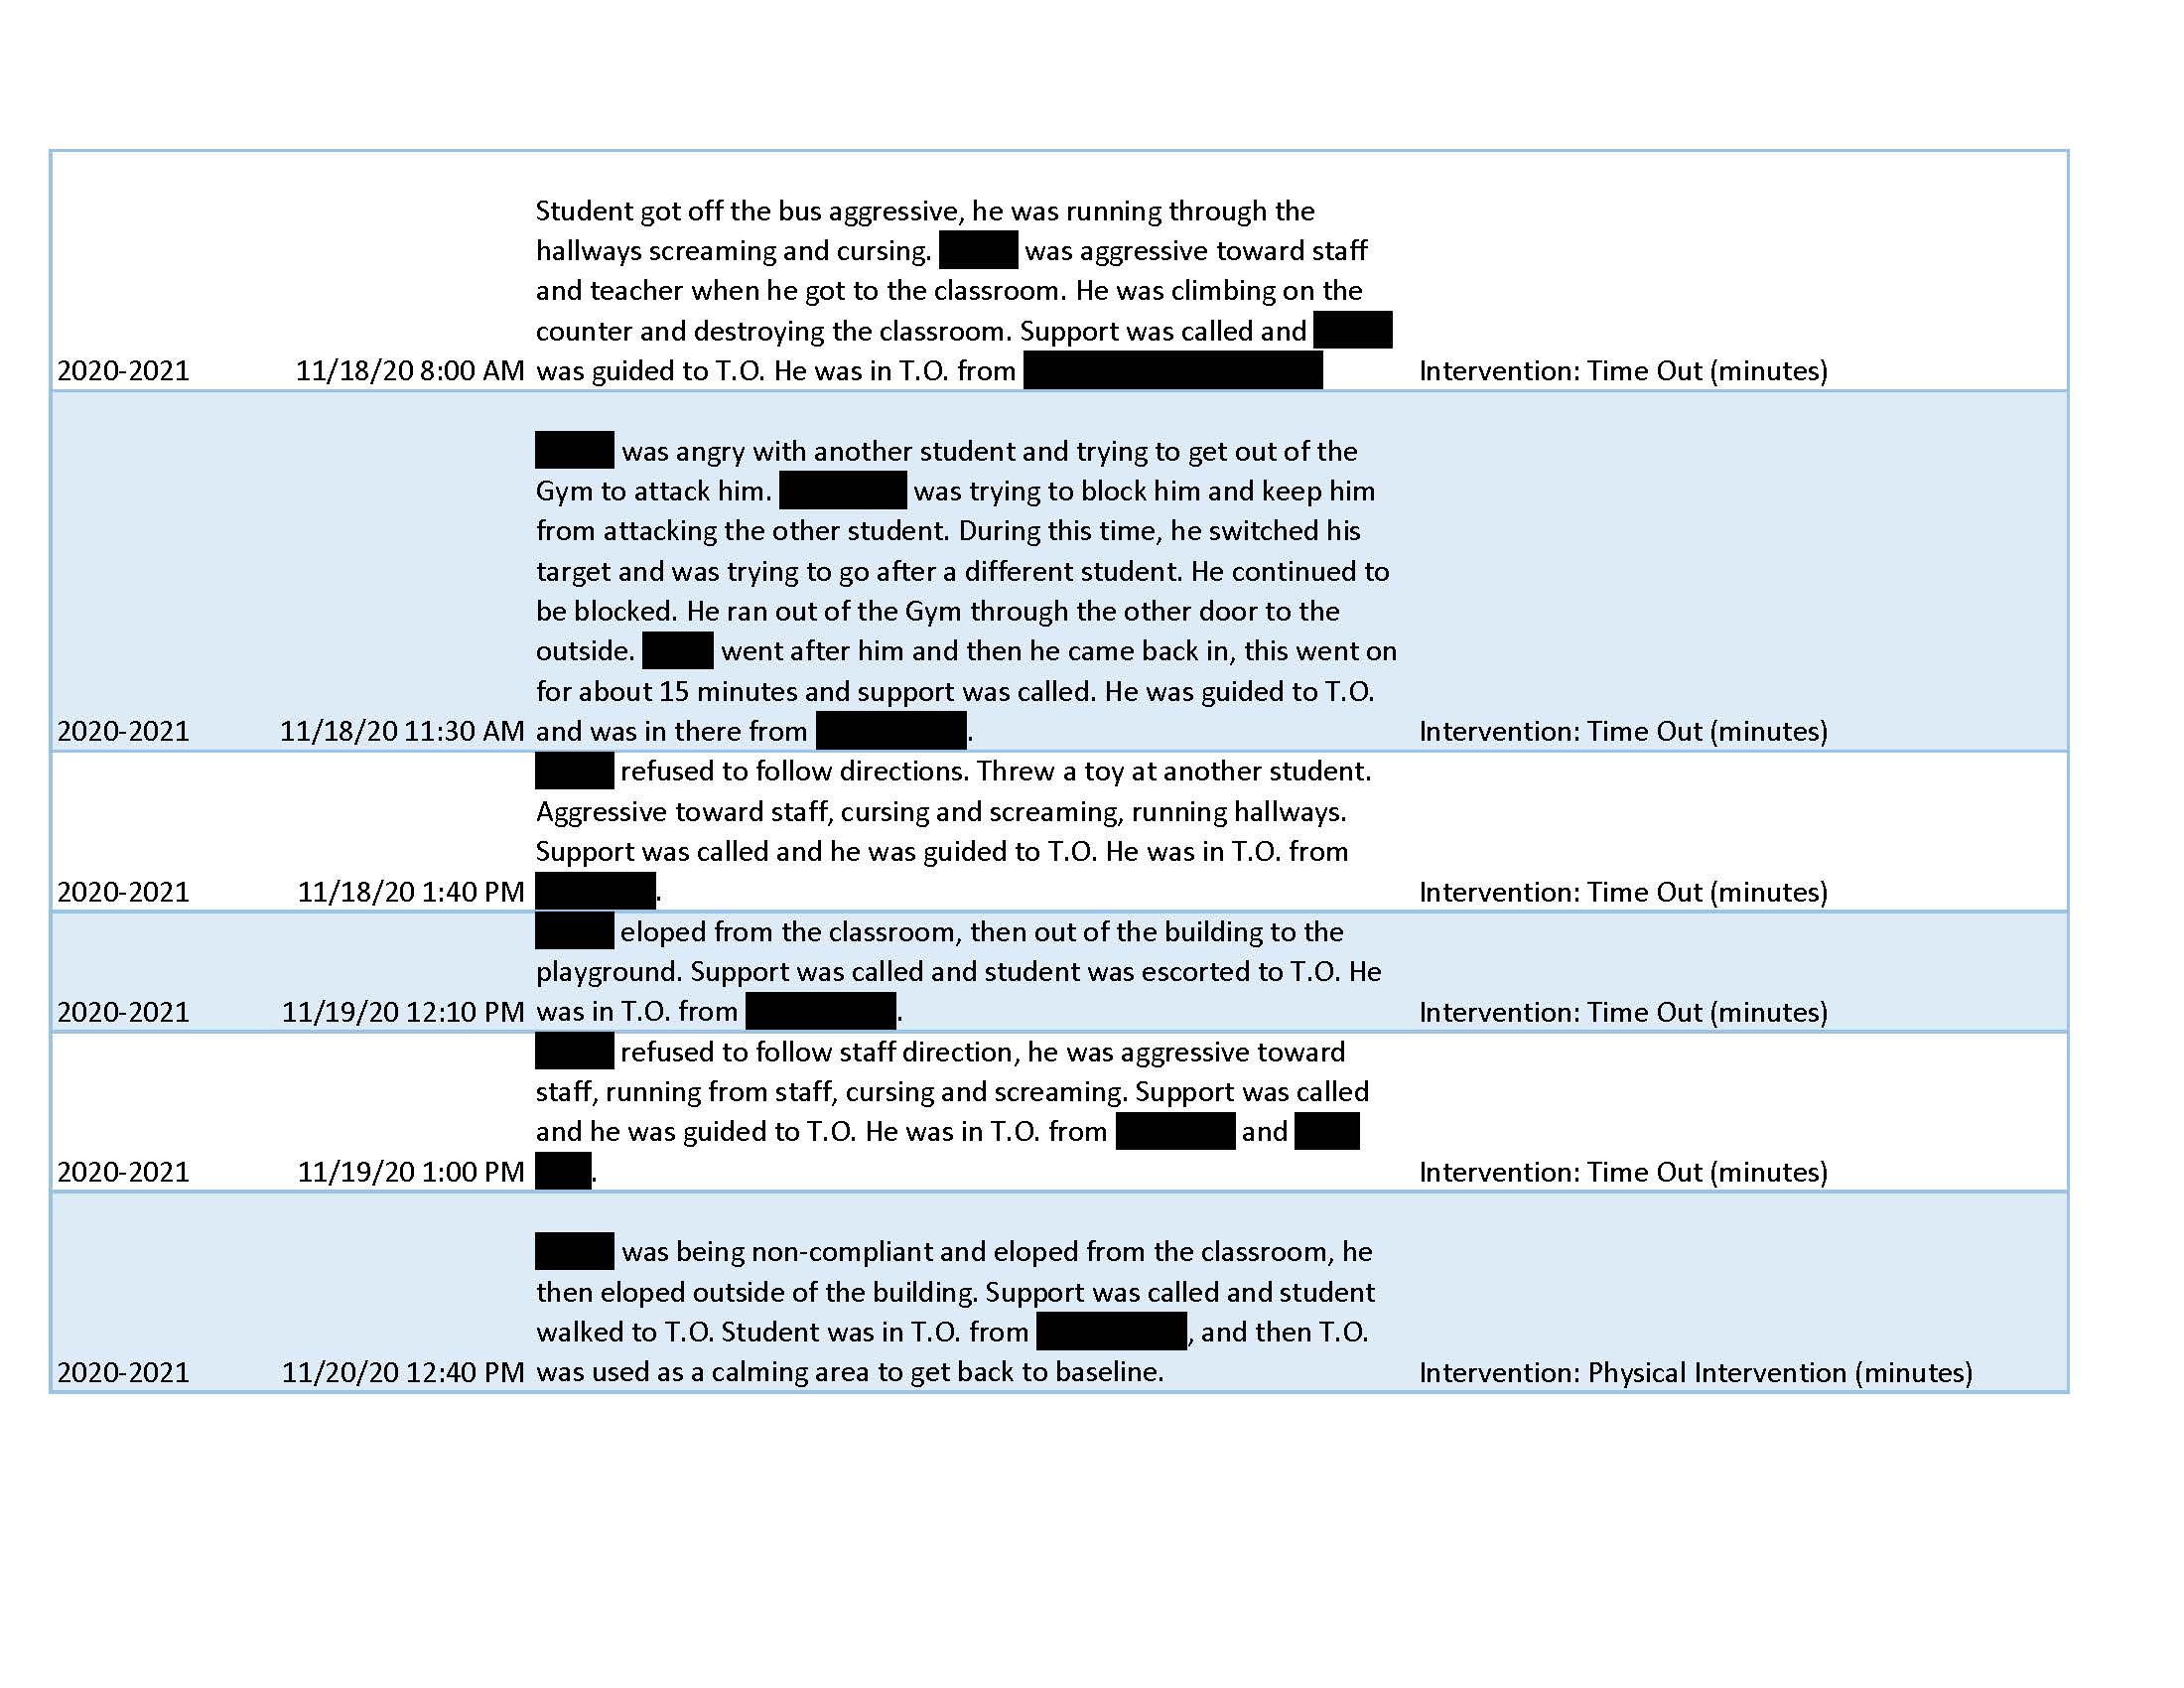 Student got off the bus aggressive, he was running through the
hallways screaming and cursing. was aggressive toward staff
and teacher when he got to the classroom. He was climbing on the
counter and destroying the classroom. Support was called and
2020-2021 11/18/20 8:00 AM was guided to T.O. He was in T.O. from Intervention: Time Out (minutes)
was angry with another student and trying to get out of the
Gym to attack him. was trying to block him and keep him
from attacking the other student. During this time, he switched his
target and was trying to go after a different student. He continued to
be blocked. He ran out of the Gym through the other door to the
outside. went after him and then he came back in, this went on
for about 15 minutes and support was called. He was guided to T.O.
2020-2021 11/18/20 11:30 AM and was in there from . Intervention: Time Out (minutes)
refused to follow directions. Threw a toy at another student.
Aggressive toward staff, cursing and screaming, running hallways.
Support was called and he was guided to T.O. He was in T.O. from
2020-2021 11/18/20 1:40 PM . Intervention: Time Out (minutes)
eloped from the classroom, then out of the building to the
playground. Support was called and student was escorted to T.O. He
2020-2021 11/19/20 12:10 PM was in T.O. from . Intervention: Time Out (minutes)
refused to follow staff direction, he was aggressive toward
staff, running from staff, cursing and screaming. Support was called
and he was guided to T.O. He was in T.O. from and
2020-2021 11/19/20 1:00 PM . Intervention: Time Out (minutes)
was being non-compliant and eloped from the classroom, he
then eloped outside of the building. Support was called and student
walked to T.O. Student was in T.O. from , and then T.O.
2020-2021 11/20/20 12:40 PM was used as a calming area to get back to baseline. Intervention: Physical Intervention (minutes)